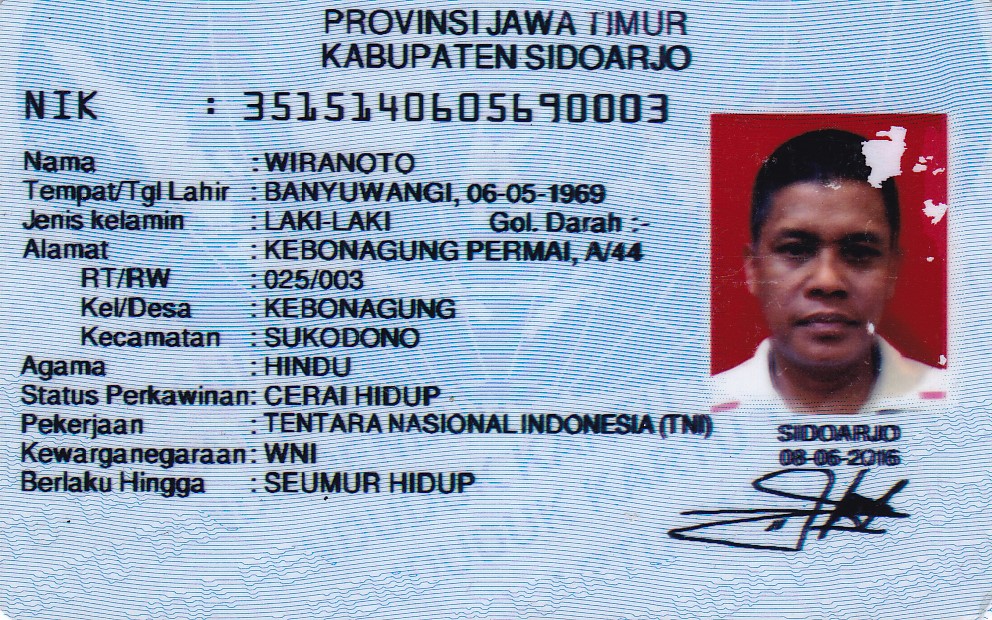 PROVINSI JAWA TIMUR
KABUPATEN SIDOARJO
NIK : 3515140605690003
Nama : WIRANOTO
Tempat/Tgl Lahir : BANYUWANGI, 06-05-1969
Jenis kelamin : LAKI-LAKI Gol. Darah :-
Alamat : KEBONAGUNG PERMAI, A/44
RT/RW : 025/003
Kel/Desa : KEBONAGUNG
Kecamatan : SUKODONO
Agama : HINDU
Status Perkawinan: CERAI HIDUP
Pekerjaan : TENTARA NASIONAL INDONESIA (TNI)
Kewarganegaraan: WNI
Berlaku Hingga : SEUMUR HIDUP
SIDOARJO
08-06-2016